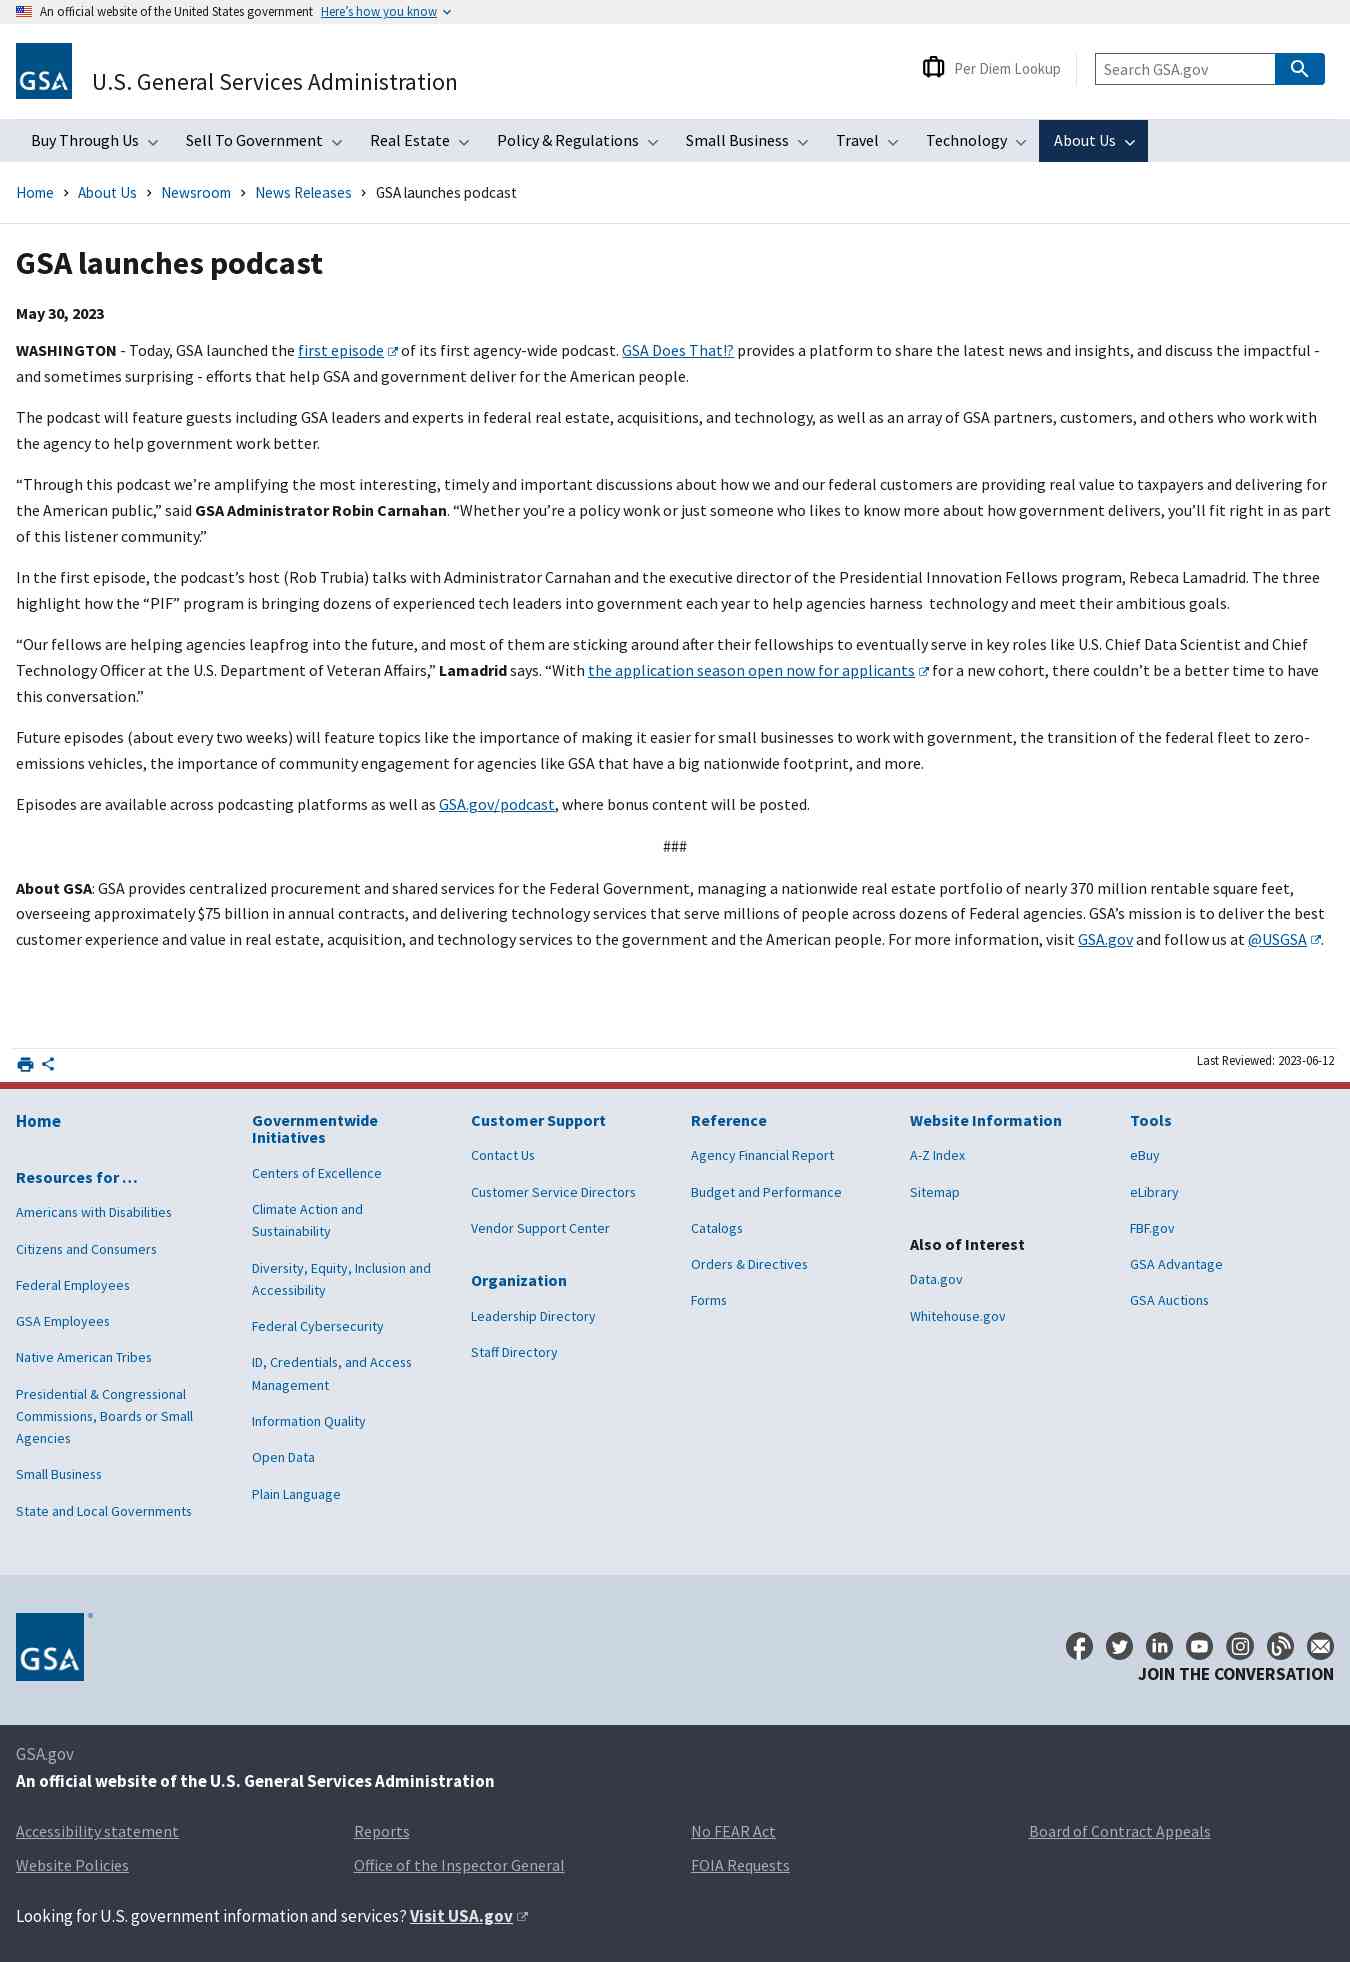 An official website of the United States government Here’s how you know
GSA
U.S. General Services Administration
Per Diem Lookup
Search GSA.gov
Buy Through Us Sell To Government Real Estate Policy & Regulations Small Business Travel Technology About Us
Home > About Us > Newsroom > News Releases > GSA launches podcast
GSA launches podcast
May 30, 2023
WASHINGTON - Today, GSA launched the first episode of its first agency-wide podcast. GSA Does That!? provides a platform to share the latest news and insights, and discuss the impactful -
and sometimes surprising - efforts that help GSA and government deliver for the American people.
The podcast will feature guests including GSA leaders and experts in federal real estate, acquisitions, and technology, as well as an array of GSA partners, customers, and others who work with
the agency to help government work better.
“Through this podcast we’re amplifying the most interesting, timely and important discussions about how we and our federal customers are providing real value to taxpayers and delivering for
the American public,” said GSA Administrator Robin Carnahan. “Whether you’re a policy wonk or just someone who likes to know more about how government delivers, you’ll fit right in as part
of this listener community.”
In the first episode, the podcast’s host (Rob Trubia) talks with Administrator Carnahan and the executive director of the Presidential Innovation Fellows program, Rebeca Lamadrid. The three
highlight how the “PIF” program is bringing dozens of experienced tech leaders into government each year to help agencies harness  technology and meet their ambitious goals.
“Our fellows are helping agencies leapfrog into the future, and most of them are sticking around after their fellowships to eventually serve in key roles like U.S. Chief Data Scientist and Chief
Technology Officer at the U.S. Department of Veteran Affairs,” Lamadrid says. “With the application season open now for applicants for a new cohort, there couldn’t be a better time to have
this conversation.”
Future episodes (about every two weeks) will feature topics like the importance of making it easier for small businesses to work with government, the transition of the federal fleet to zero-
emissions vehicles, the importance of community engagement for agencies like GSA that have a big nationwide footprint, and more.
Episodes are available across podcasting platforms as well as GSA.gov/podcast, where bonus content will be posted.
###
About GSA: GSA provides centralized procurement and shared services for the Federal Government, managing a nationwide real estate portfolio of nearly 370 million rentable square feet,
overseeing approximately $75 billion in annual contracts, and delivering technology services that serve millions of people across dozens of Federal agencies. GSA’s mission is to deliver the best
customer experience and value in real estate, acquisition, and technology services to the government and the American people. For more information, visit GSA.gov and follow us at @USGSA.
Last Reviewed: 2023-06-12
Home
Resources for …
Americans with Disabilities
Citizens and Consumers
Federal Employees
GSA Employees
Native American Tribes
Presidential & Congressional
Commissions, Boards or Small
Agencies
Small Business
State and Local Governments
Governmentwide
Initiatives
Centers of Excellence
Climate Action and
Sustainability
Diversity, Equity, Inclusion and
Accessibility
Federal Cybersecurity
ID, Credentials, and Access
Management
Information Quality
Open Data
Plain Language
Customer Support
Contact Us
Customer Service Directors
Vendor Support Center
Organization
Leadership Directory
Staff Directory
Reference
Agency Financial Report
Budget and Performance
Catalogs
Orders & Directives
Forms
Website Information
A-Z Index
Sitemap
Also of Interest
Data.gov
Whitehouse.gov
Tools
eBuy
eLibrary
FBF.gov
GSA Advantage
GSA Auctions
GSA
JOIN THE CONVERSATION
GSA.gov
An official website of the U.S. General Services Administration
Accessibility statement Reports No FEAR Act Board of Contract Appeals
Website Policies Office of the Inspector General FOIA Requests
Looking for U.S. government information and services? Visit USA.gov